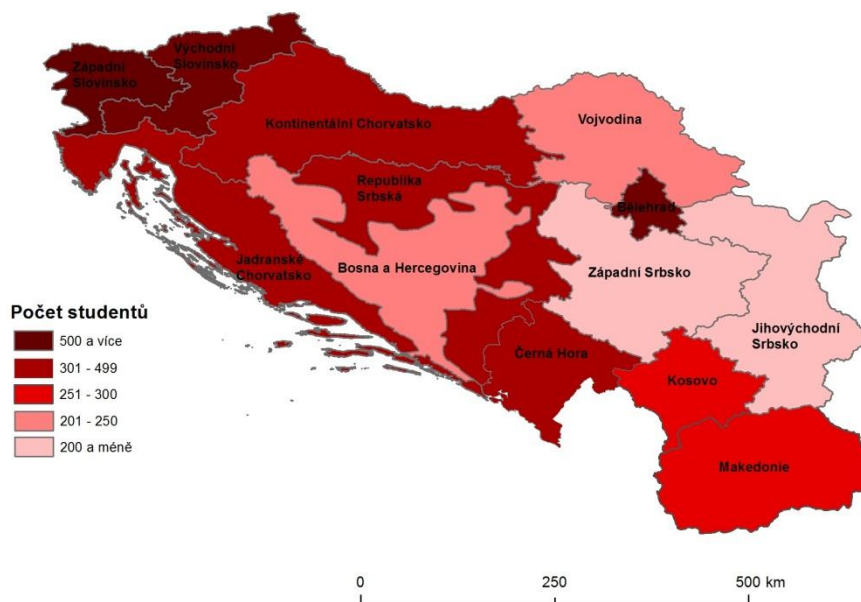 Východní
Slovinsko
Západní
Slovinsko
Kontinentální Chorvatsko
Vojvodina
Republika
Srbská
Bělehrad
Jadranské
Chorvatsko
Bosna a Hercegovina
Západní Srbsko
Jihovýchodní
Srbsko
Černá Hora
Kosovo
Makedonie
Počet studentů
500 a více
301 - 499
251 - 300
201 - 250
200 a méně
0
250
500 km